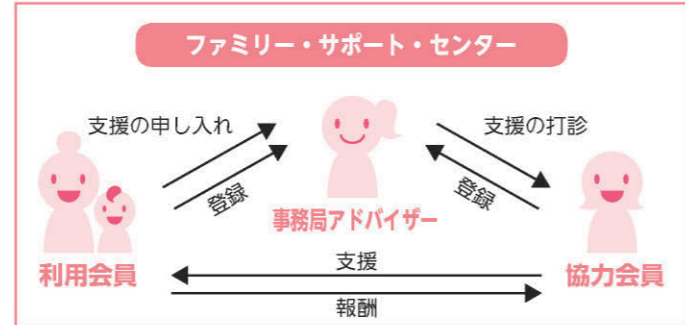 ファミリー・サポート・センター
支援の申し入れ
支援の打診
登録
登録
事務局アドバイザー
利用会員
支援
協力会員
報酬